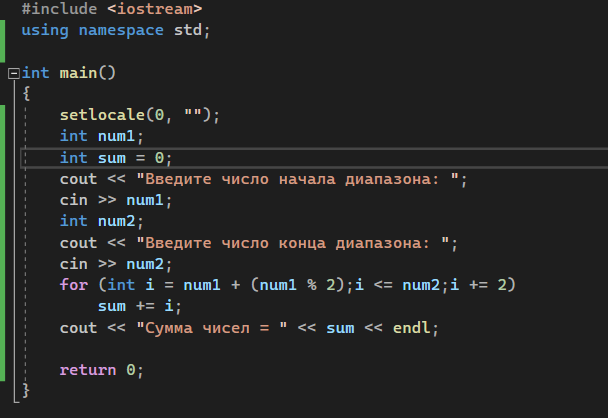 #include <iostream>
using namespace std;
int main()
{
setlocale(0, "");
int num1;
int sum = 0;
cout << "Введите число начала диапазона: ";
cin >> num1;
int num2;
cout << "Введите число конца диапазона: ";
cin >> num2;
for (int i = num1 + (num1 % 2);i <= num2;i += 2)
sum += i;
cout << "Сумма чисел = " << sum << endl;
return 0;
}